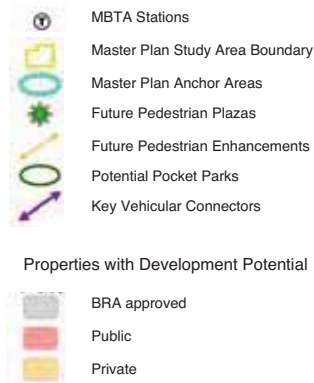 T
MBTA Stations
Master Plan Study Area Boundary
Master Plan Anchor Areas
Future Pedestrian Plazas
Future Pedestrian Enhancements
Potential Pocket Parks
Key Vehicular Connectors
Properties with Development Potential
BRA approved
Public
Private